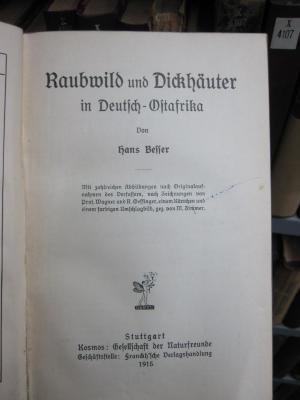 Raubwild und Dickhäuter
in Deutsch-Ostafrika
Von
Hans Besser
Mit zahlreichen Abbildungen nach Originalauf-
nahmen des Verfassers, nach Zeichnungen von
Prof. Wagner und R. Oeffinger, einem Kärtchen und
einem farbigen Umschlagbild, gez. von W. Zimmer.
Stuttgart
Kosmos: Gesellschaft der Naturfreunde
Geschäftsstelle: Franckh'sche Verlagshandlung
1915
X
4107